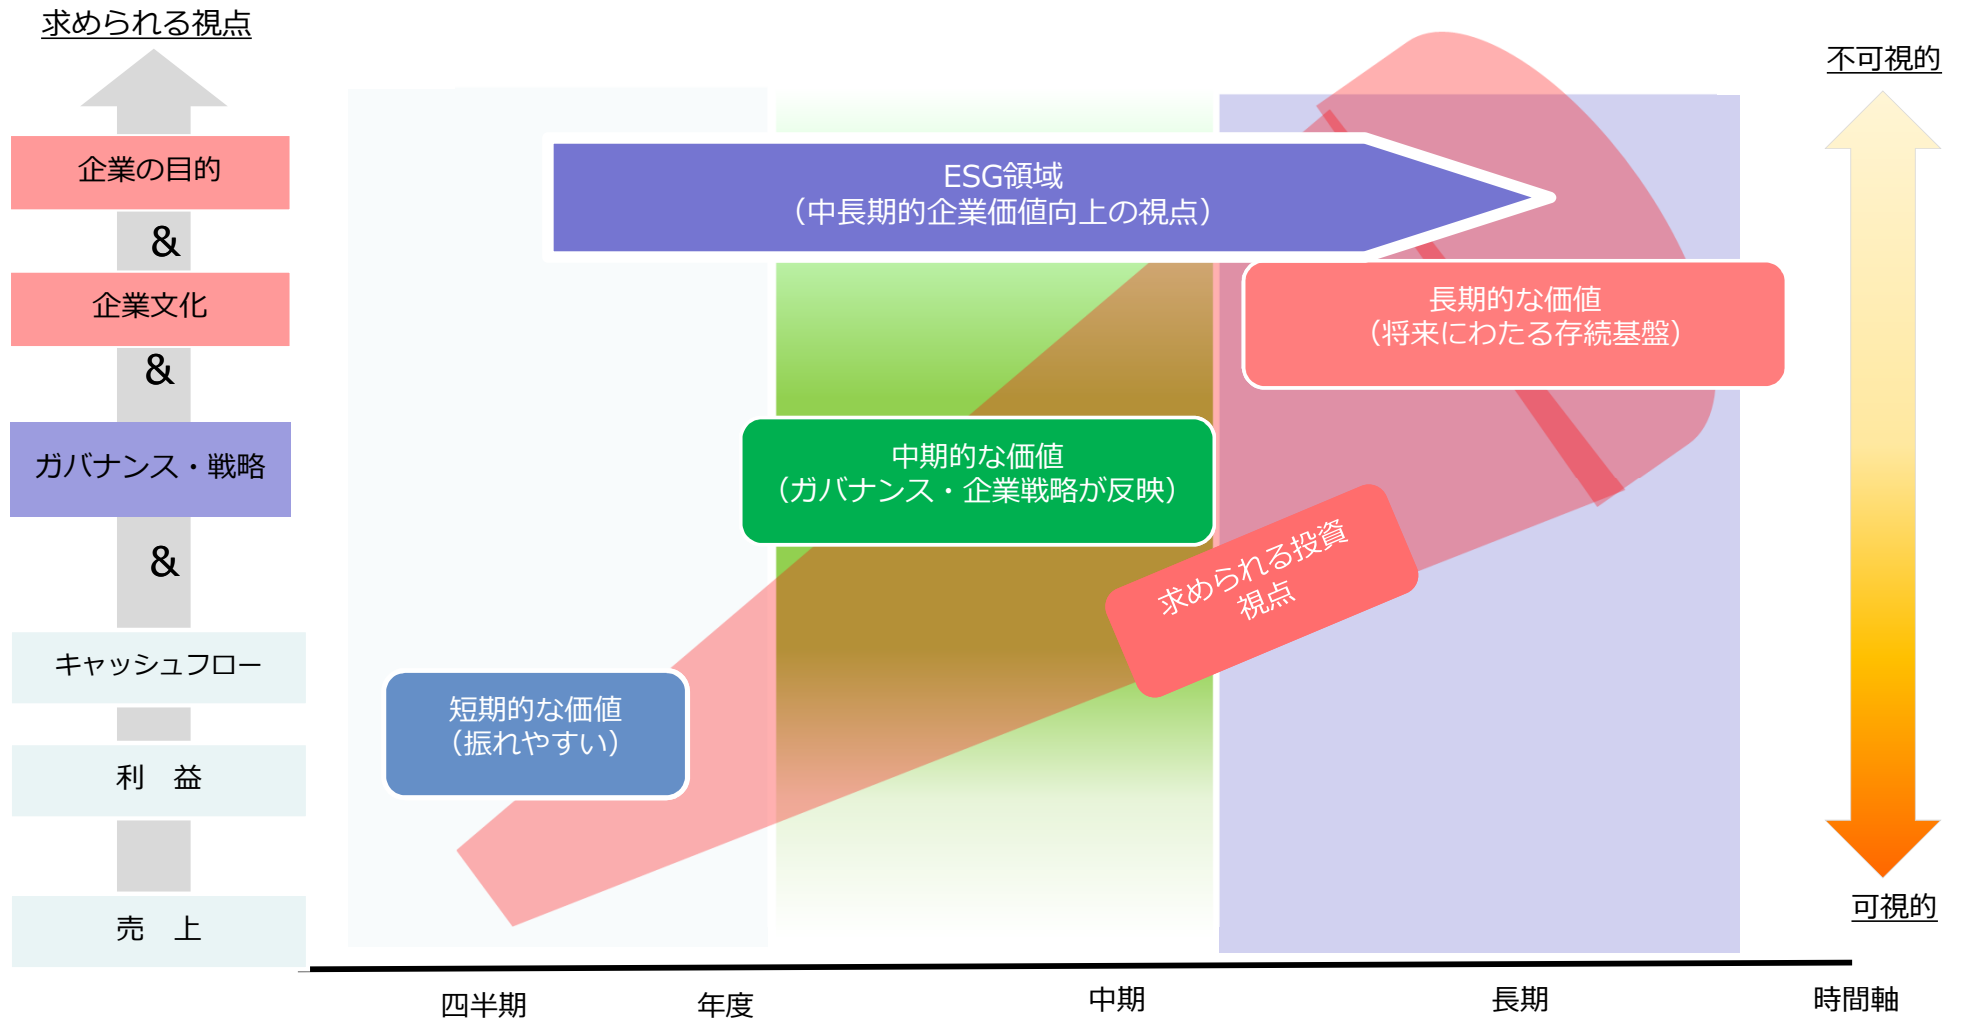 求められる視点
企業の目的
&
企業文化
&
ガバナンス・戦略
&
キャッシュフロー
利　益
売　上
ESG領域
（中長期的企業価値向上の視点）
長期的な価値
（将来にわたる存続基盤）
中期的な価値
（ガバナンス・企業戦略が反映）
求められる投資
視点
短期的な価値
（振れやすい）
不可視的
可視的
四半期
年度
中期
長期
時間軸